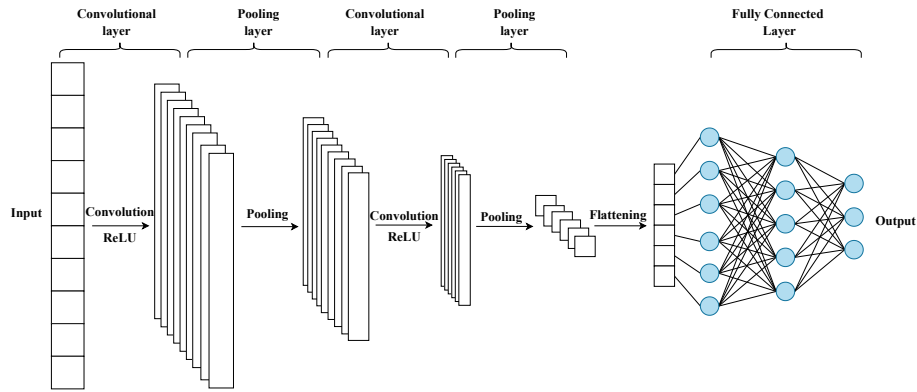 Convolutional
layer
Pooling
layer
Convolutional
layer
Pooling
layer
Fully Connected
Layer
Input
Convolution
ReLU
Pooling
Convolution
ReLU
Pooling
Flattening
Output